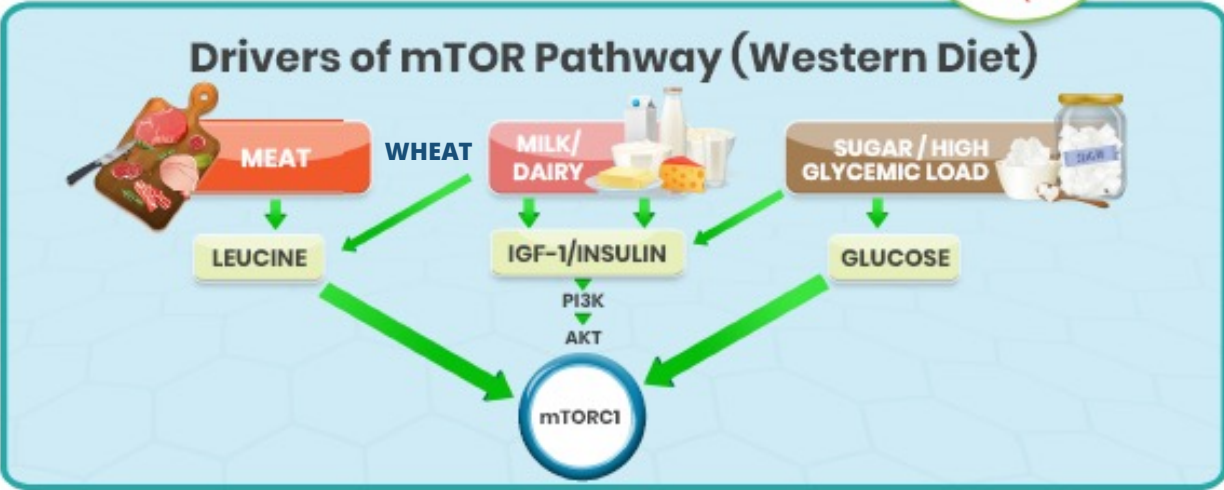 Drivers of mTOR Pathway (Western Diet)
MEAT
WHEAT
MILK/
DAIRY
SUGAR / HIGH
GLYCEMIC LOAD
LEUCINE
IGF-1/INSULIN
GLUCOSE
PI3K
AKT
mTORC1